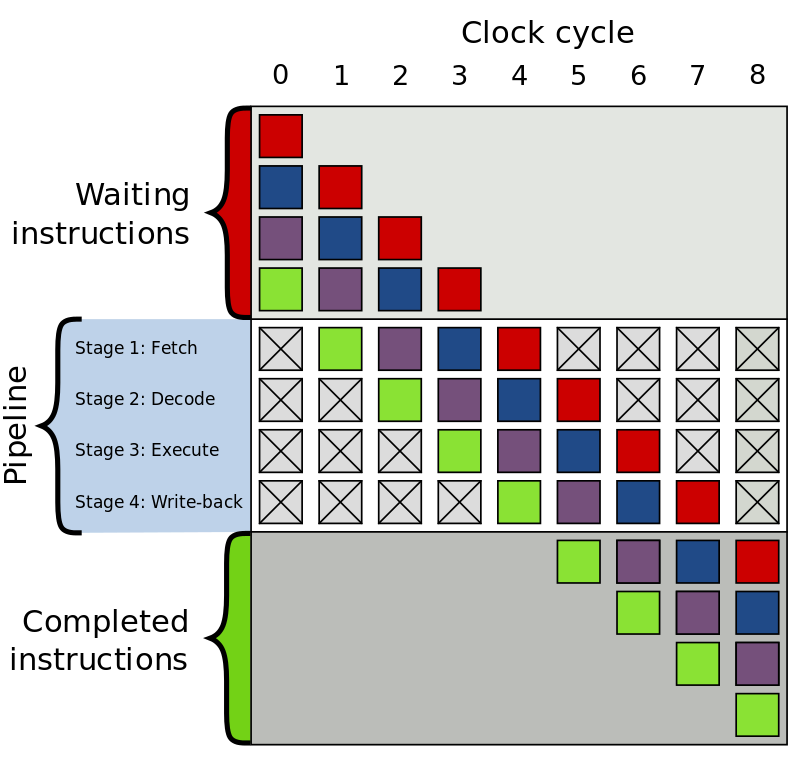 Clock cycle
0 1 2 3 4 5 6 7 8
Waiting
instructions
Pipeline
Stage 1: Fetch
Stage 2: Decode
Stage 3: Execute
Stage 4: Write-back
Completed
instructions